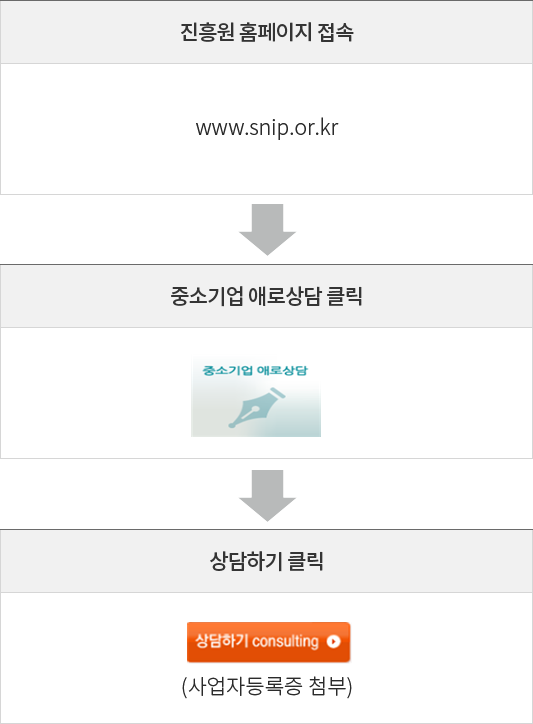 진흥원 홈페이지 접속
www.snip.or.kr
중소기업 애로상담 클릭
중소기업 애로상담
상담하기 클릭
상담하기 consulting
(사업자등록증 첨부)